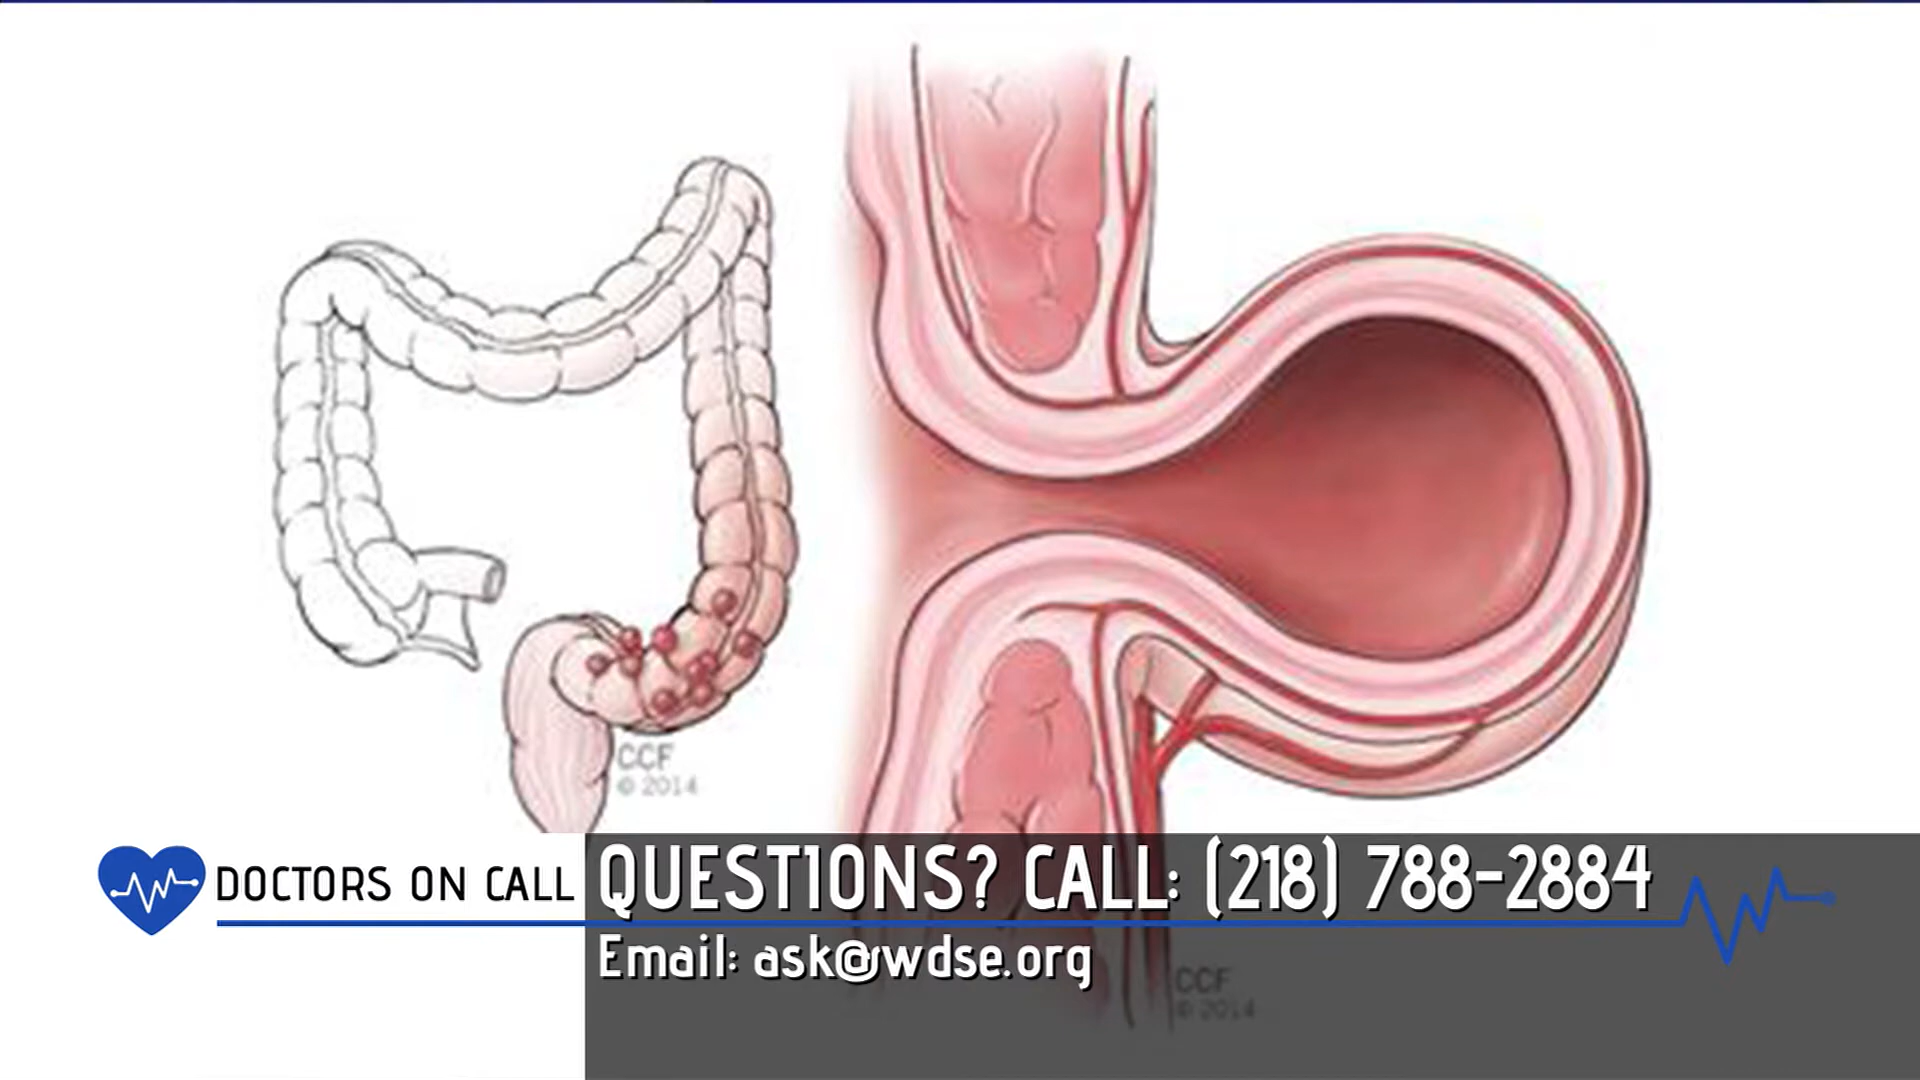 CCF
© 2014
DOCTORS ON CALL
QUESTIONS? CALL: (218) 788-2884
Email: ask@wdse.org
CCF
© 2014